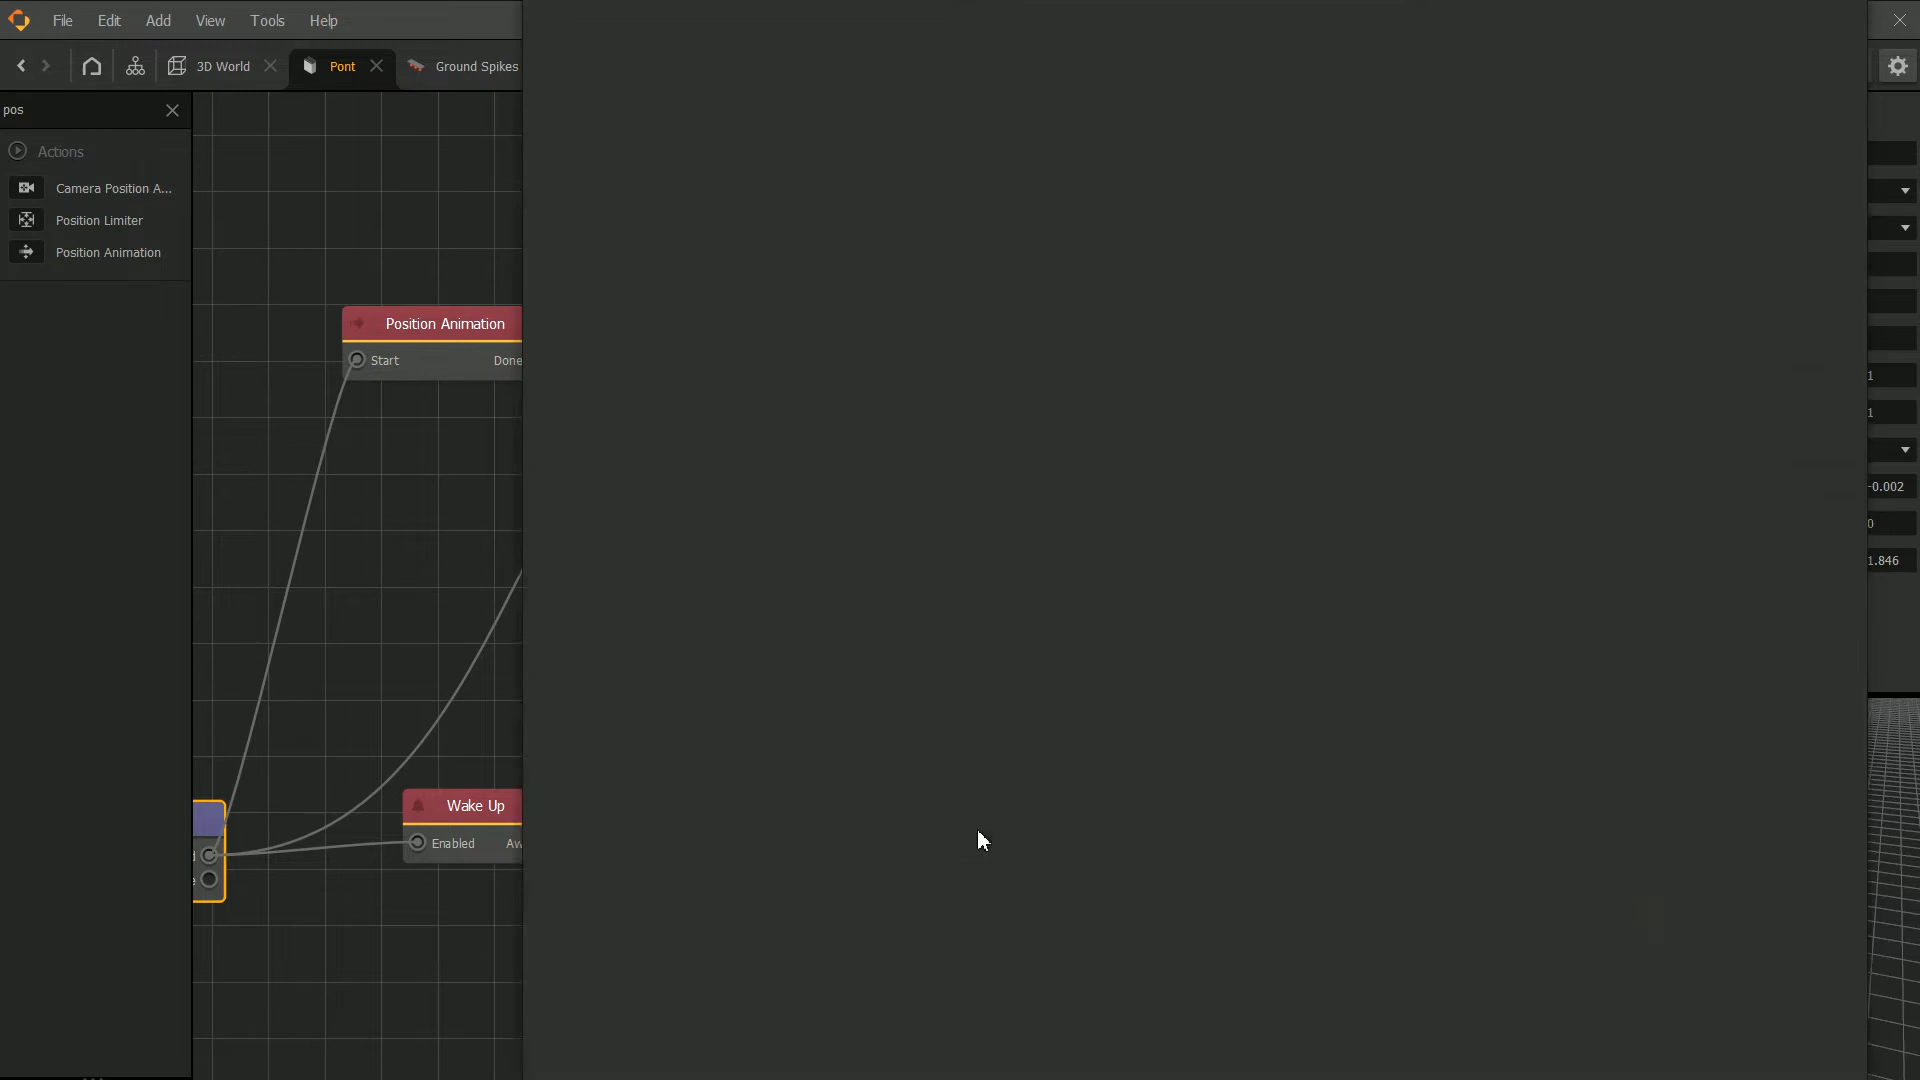 File Edit Add View Tools Help
3D World Pont Ground Spikes
pos
Actions
Camera Position A...
Position Limiter
Position Animation
Position Animation
Start Done
Wake Up
Enabled Aw
1
1
-0.002
0
1.846